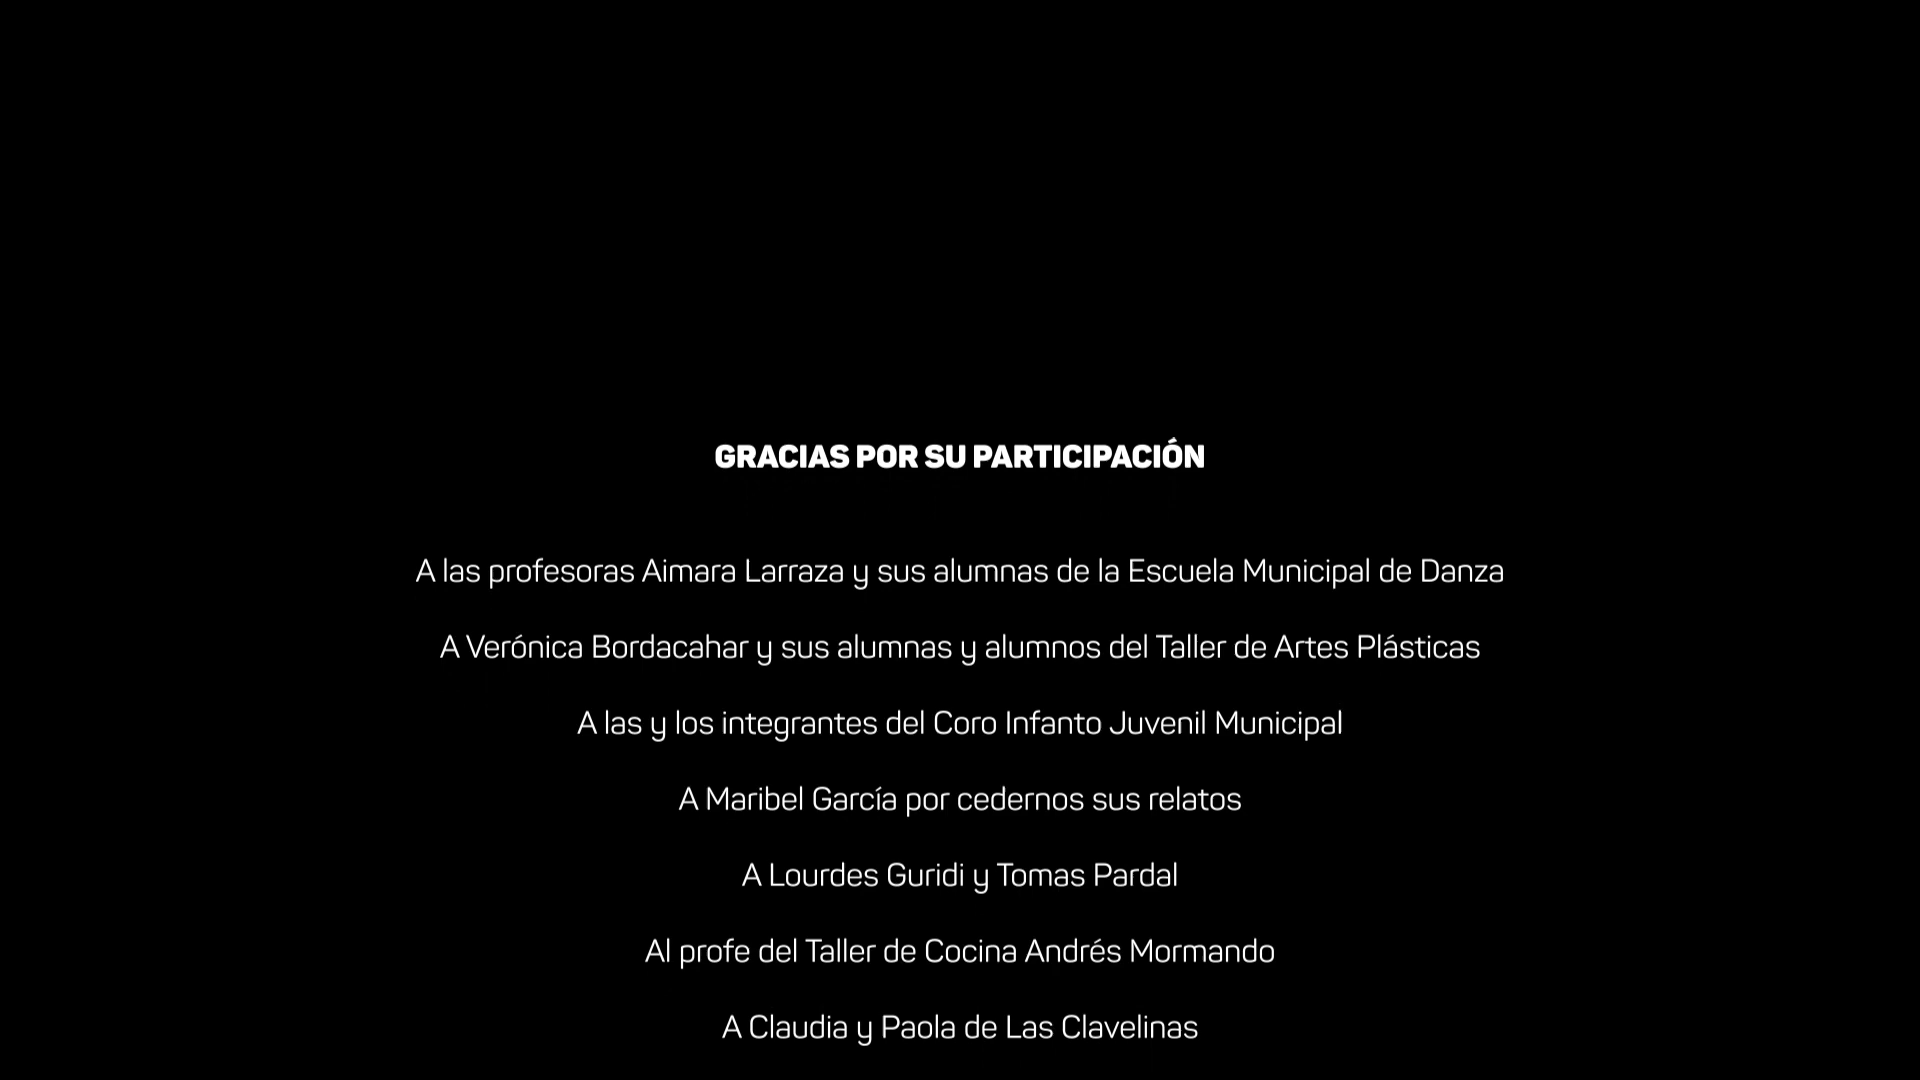 GRACIAS POR SU PARTICIPACIÓN
A las profesoras Aimara Larraza y sus alumnas de la Escuela Municipal de Danza
A Verónica Bordacahar y sus alumnas y alumnos del Taller de Artes Plásticas
A las y los integrantes del Coro Infanto Juvenil Municipal
A Maribel García por cedernos sus relatos
A Lourdes Guridi y Tomas Pardal
Al profe del Taller de Cocina Andrés Mormando
A Claudia y Paola de Las Clavelinas